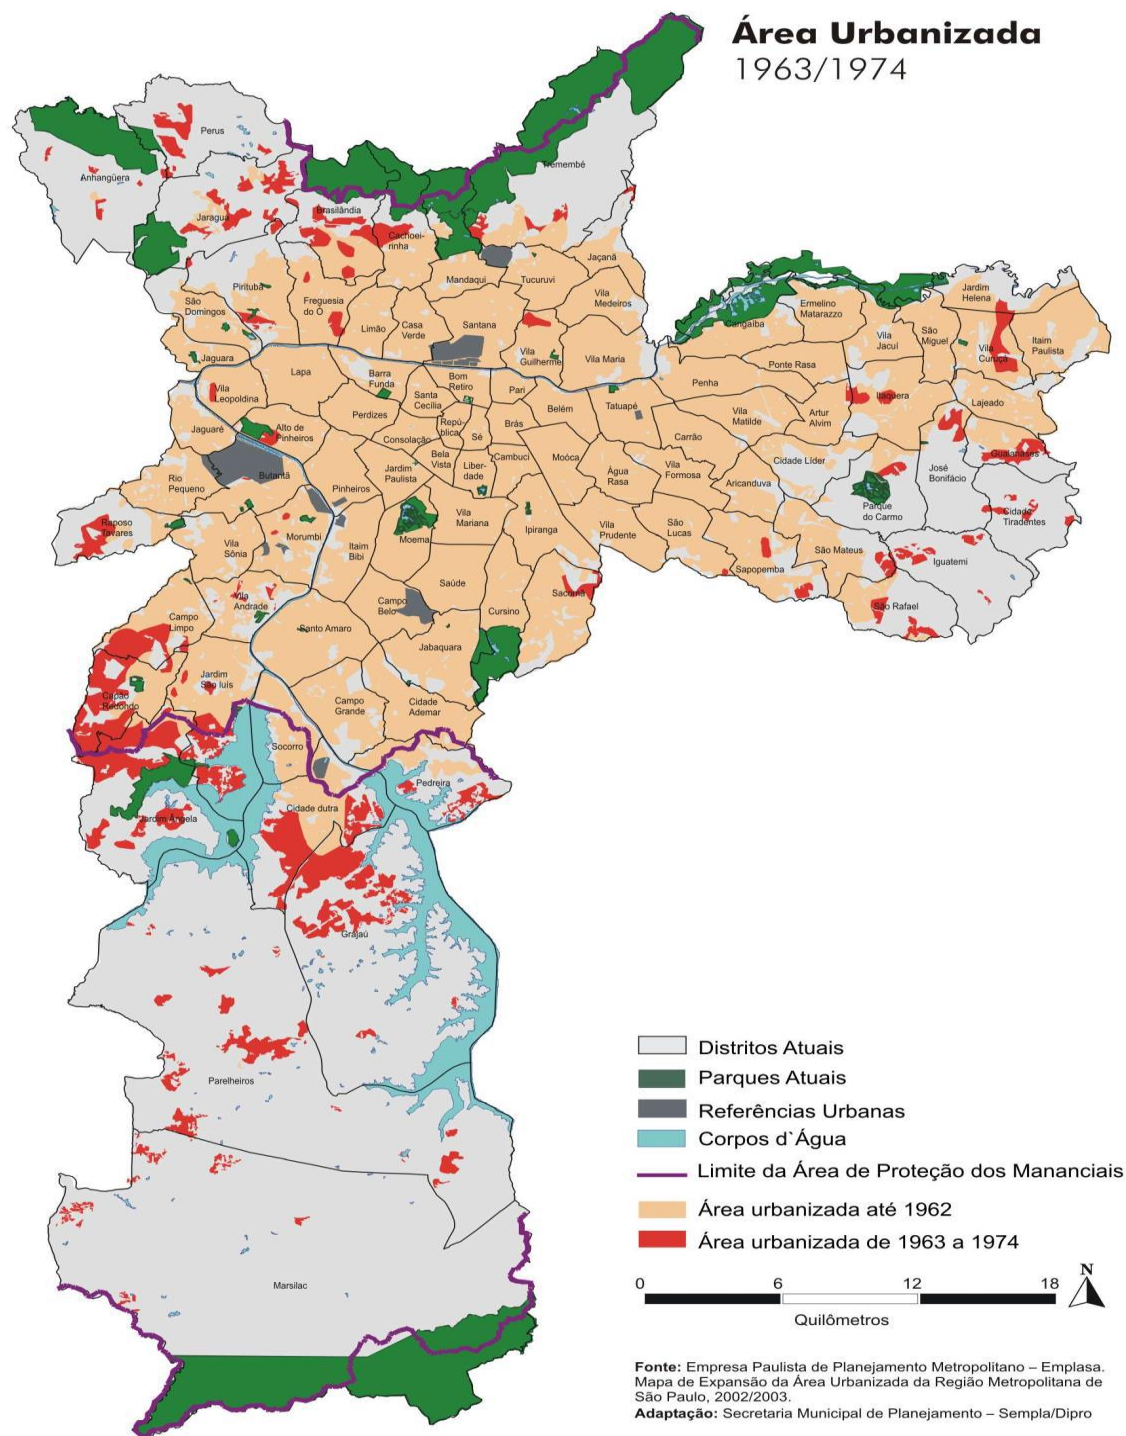 Área Urbanizada
1963/1974
Perus
Anhangüera
Tremembé
Jaragua
Brasilândia
Cachoei-
rinha
Jaçanã
Mandaqui
Tucuruvi
Pirituba
São
Domingos
Freguesia
do Ó
Limão
Casa
Verde
Santana
Vila
Medeiros
Jardim
Helena
Ermelino
Matarazzo
Cangaíba
Vila
Jacuí
São
Miguel
Vila
Curuçá
Itaim
Paulista
Jaguara
Lapa
Barra
Funda
Bom
Retiro
Vila
Guilherme
Vila Maria
Ponte Rasa
Vila
Leopoldina
Santa
Cecília
Pari
Penha
Itaquera
Lajeado
Perdizes
Belém
Tatuapé
Vila
Matilde
Artur
Alvim
Jaguaré
Alto de
Pinheiros
Consolação
Repú-
blica
Sé
Brás
Carrão
Guaianases
Rio
Pequeno
Butantã
Pinheiros
Jardim
Paulista
Bela
Vista
Liber-
dade
Cambuci
Moóca
Água
Rasa
Vila
Formosa
Aricanduva
Cidade Líder
Parque
do Carmo
José
Bonifácio
Cidade
Tiradentes
Raposo
Tavares
Vila
Sônia
Morumbi
Itaim
Bibi
Moema
Vila
Mariana
Ipiranga
Vila
Prudente
São
Lucas
Sapopemba
São Mateus
Iguatemi
São Rafael
Saúde
Sacomã
Campo
Limpo
Vila
Andrade
Santo Amaro
Campo
Belo
Cursino
Jabaquara
Capão
Redondo
Jardim
São luís
Campo
Grande
Cidade
Ademar
Socorro
Pedreira
Jardim Ângela
Cidade dutra
Grajaú
Parelheiros
Marsilac
Distritos Atuais
Parques Atuais
Referências Urbanas
Corpos d`Água
Limite da Área de Proteção dos Mananciais
Área urbanizada até 1962
Área urbanizada de 1963 a 1974
0 6 12 18
Quilômetros
N
Fonte: Empresa Paulista de Planejamento Metropolitano – Emplasa.
Mapa de Expansão da Área Urbanizada da Região Metropolitana de
São Paulo, 2002/2003.
Adaptação: Secretaria Municipal de Planejamento – Sempla/Dipro